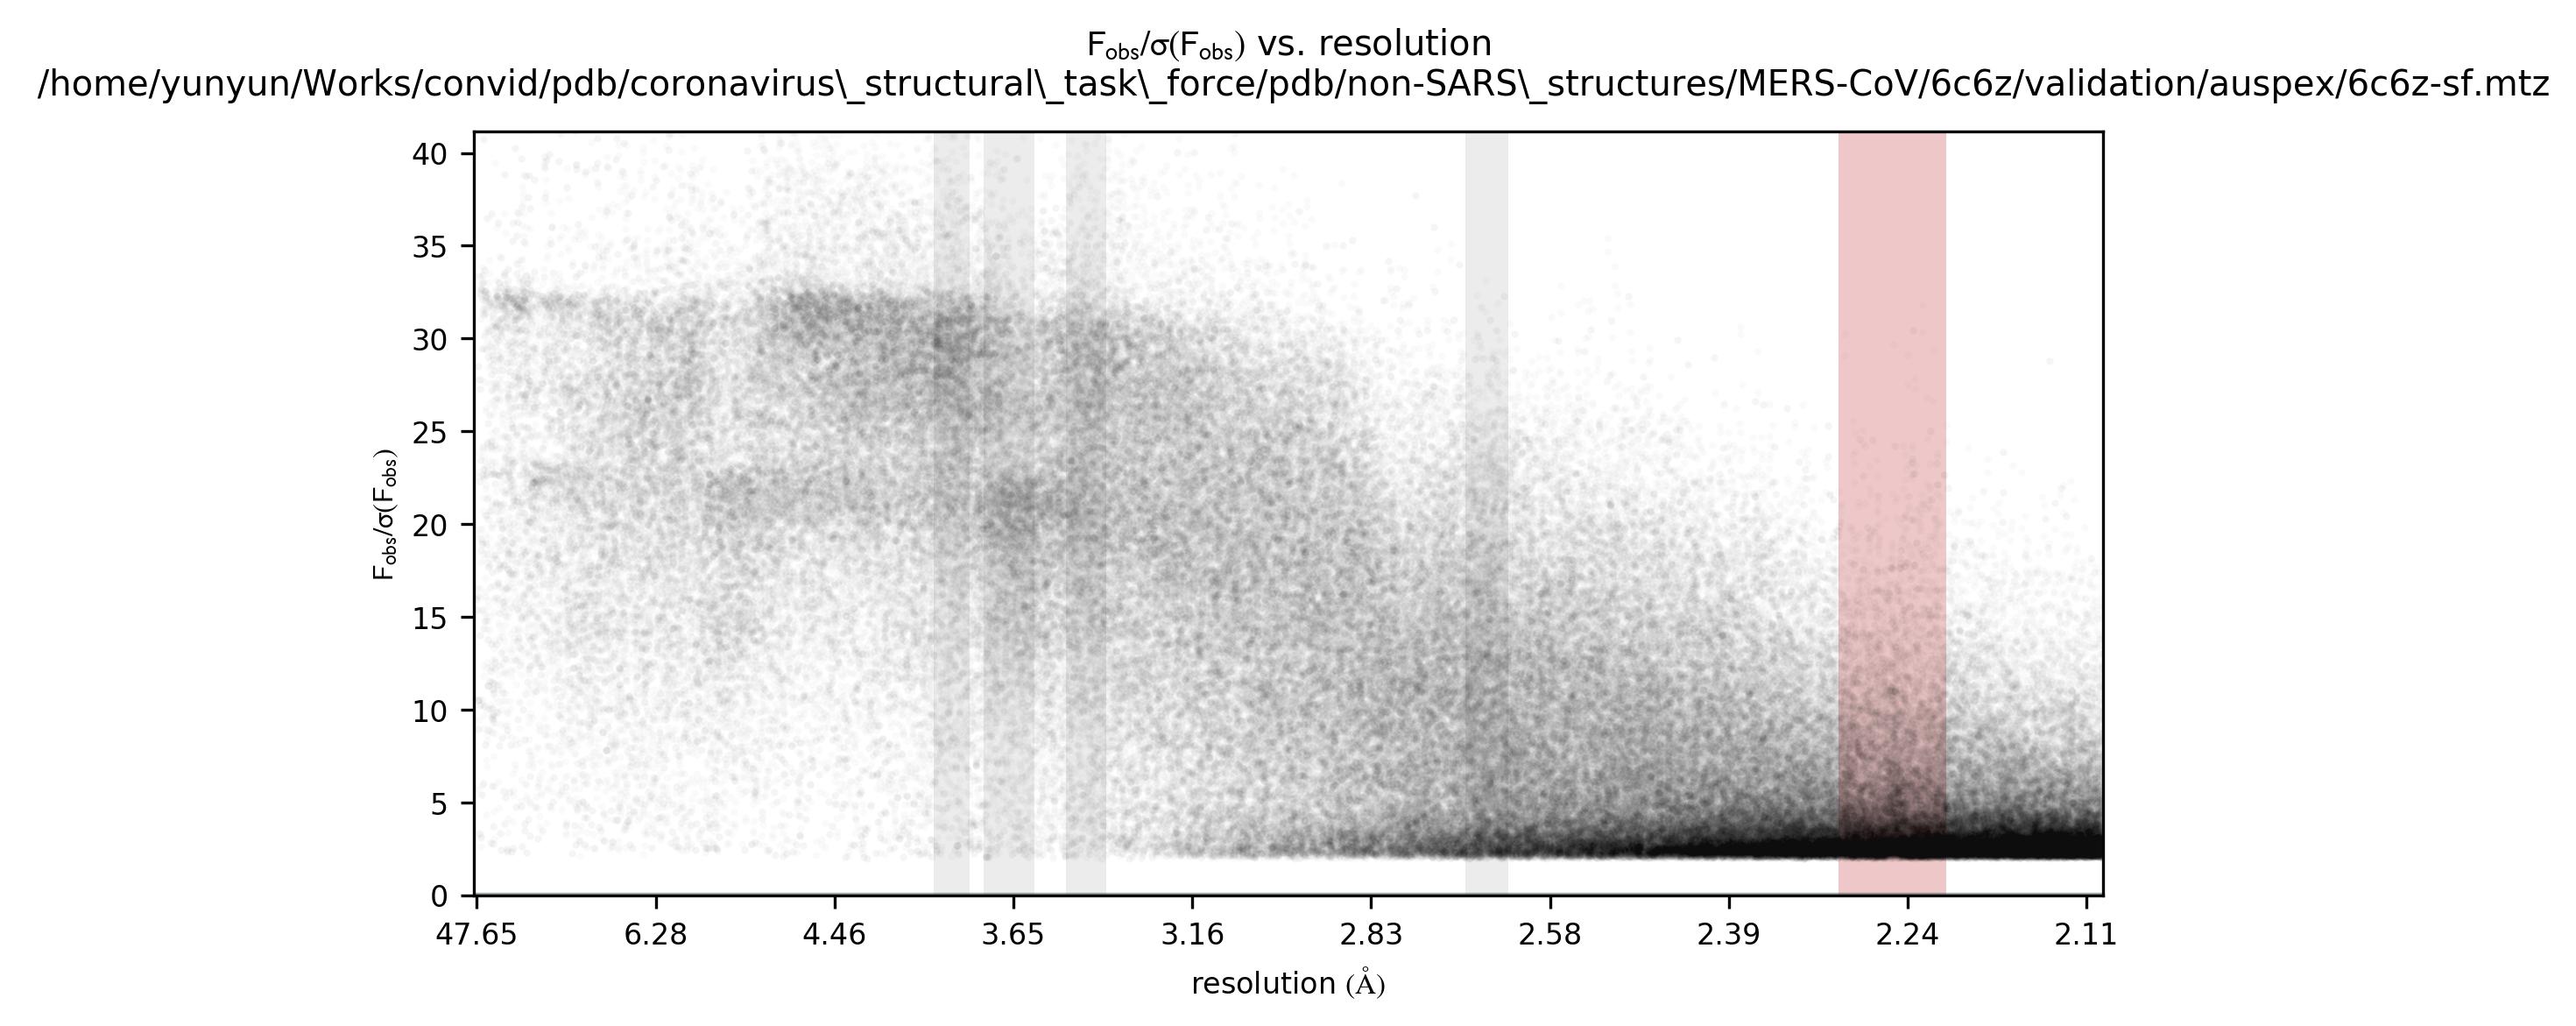 Fobs/σ(Fobs) vs. resolution
/home/yunyun/Works/convid/pdb/coronavirus\_structural\_task\_force/pdb/non-SARS\_structures/MERS-CoV/6c6z/validation/auspex/6c6z-sf.mtz
40
35
30
25
20
15
10
5
0
Fobs/σ(Fobs)
47.65 6.28 4.46 3.65 3.16 2.83 2.58 2.39 2.24 2.11
resolution (Å)